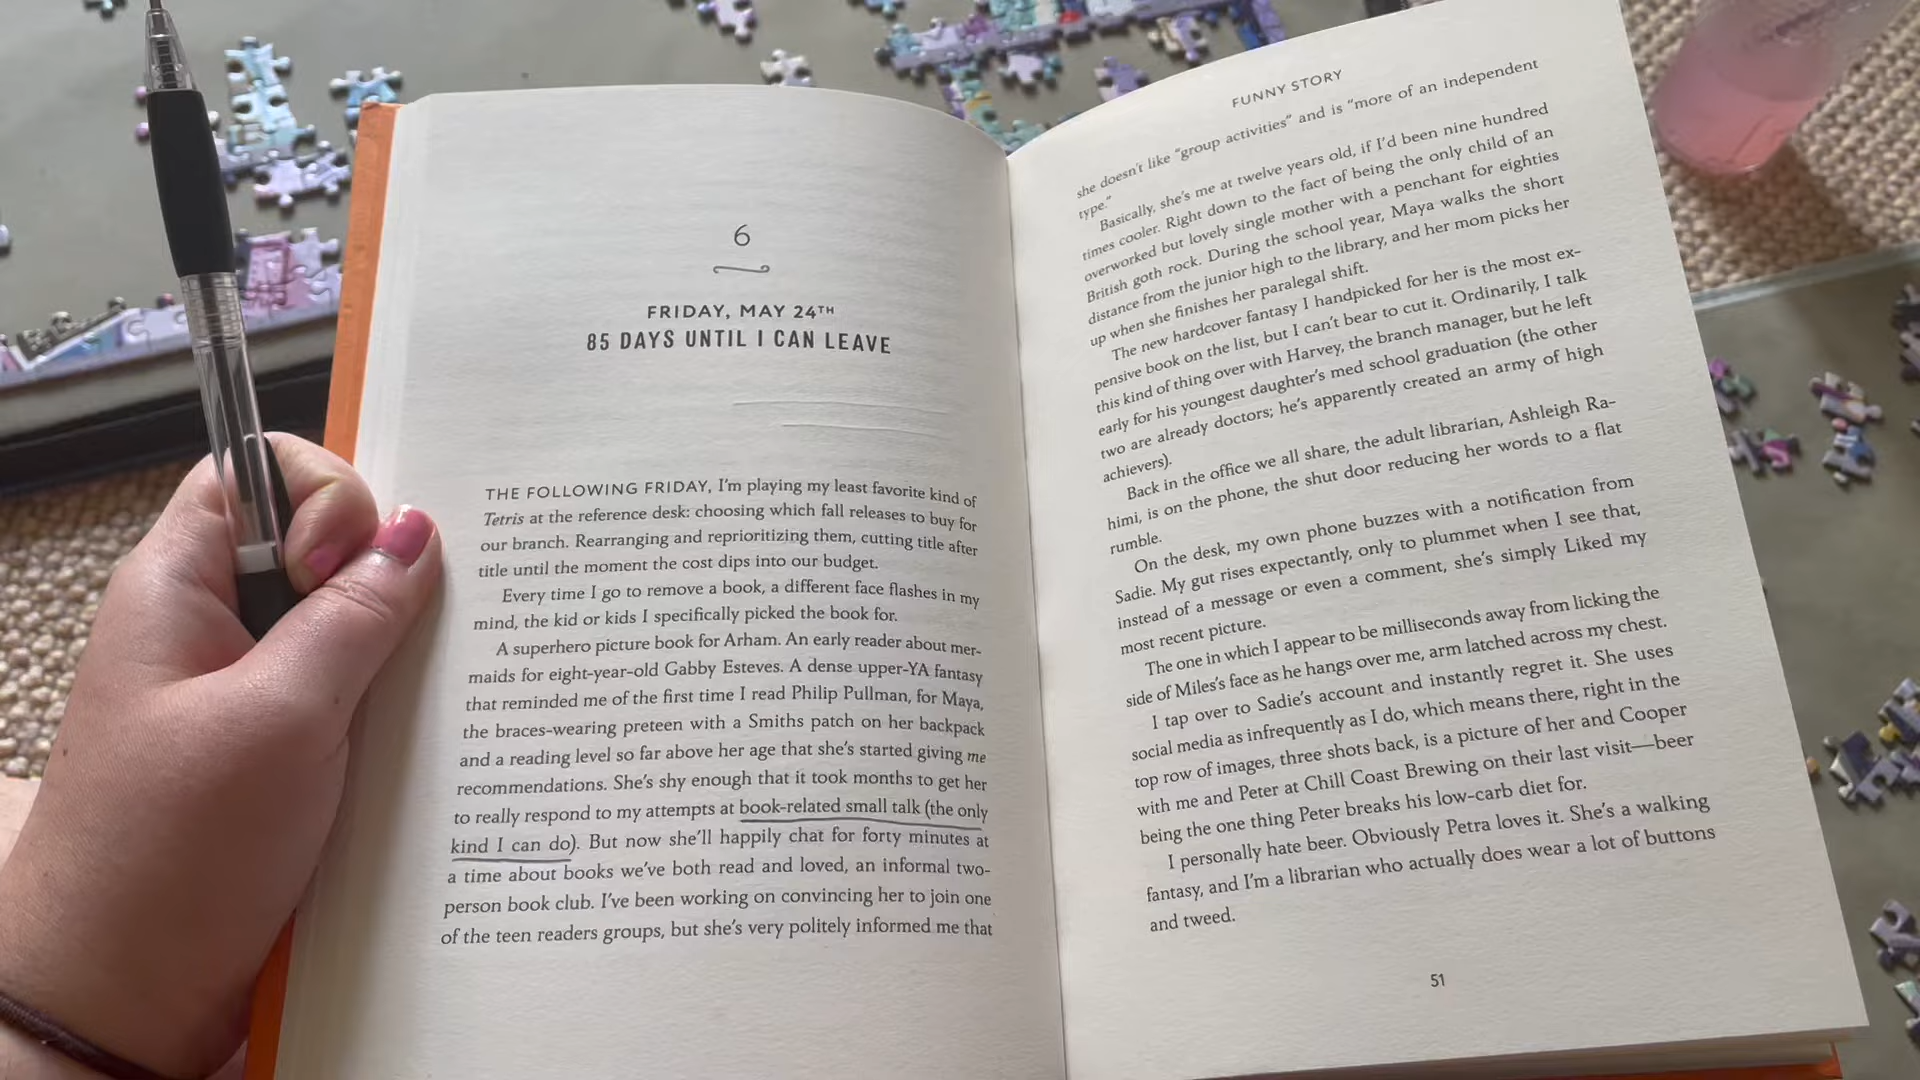 6
FRIDAY, MAY 24TH
85 DAYS UNTIL I CAN LEAVE
THE FOLLOWING FRIDAY, I'm playing my least favorite kind of
Tetris at the reference desk: choosing which fall releases to buy for
our branch. Rearranging and reprioritizing them, cutting title after
title until the moment the cost dips into our budget.
Every time I go to remove a book, a different face flashes in my
mind, the kid or kids I specifically picked the book for.
A superhero picture book for Arham. An early reader about mer-
maids for eight-year-old Gabby Esteves. A dense upper-YA fantasy
that reminded me of the first time I read Philip Pullman, for Maya,
the braces-wearing preteen with a Smiths patch on her backpack
and a reading level so far above her age that she's started giving me
recommendations. She's shy enough that it took months to get her
to really respond to my attempts at book-related small talk (the only
kind I can do). But now she'll happily chat for forty minutes at
a time about books we've both read and loved, an informal two-
person book club. I've been working on convincing her to join one
of the teen readers groups, but she's very politely informed me that
FUNNY STORY
she doesn't like "group activities" and is "more of an independent
type."
Basically, she's me at twelve years old, if I'd been nine hundred
times cooler. Right down to the fact of being the only child of an
overworked but lovely single mother with a penchant for eighties
British goth rock. During the school year, Maya walks the short
distance from the junior high to the library, and her mom picks her
up when she finishes her paralegal shift.
The new hardcover fantasy I handpicked for her is the most ex-
pensive book on the list, but I can't bear to cut it. Ordinarily, I talk
this kind of thing over with Harvey, the branch manager, but he left
early for his youngest daughter's med school graduation (the other
two are already doctors; he's apparently created an army of high
achievers).
Back in the office we all share, the adult librarian, Ashleigh Ra-
himi, is on the phone, the shut door reducing her words to a flat
rumble.
On the desk, my own phone buzzes with a notification from
Sadie. My gut rises expectantly, only to plummet when I see that,
instead of a message or even a comment, she's simply Liked my
most recent picture.
The one in which I appear to be milliseconds away from licking the
side of Miles's face as he hangs over me, arm latched across my chest.
I tap over to Sadie's account and instantly regret it. She uses
social media as infrequently as I do, which means there, right in the
top row of images, three shots back, is a picture of her and Cooper
with me and Peter at Chill Coast Brewing on their last visit—beer
being the one thing Peter breaks his low-carb diet for.
I personally hate beer. Obviously Petra loves it. She's a walking
fantasy, and I'm a librarian who actually does wear a lot of buttons
and tweed.
51